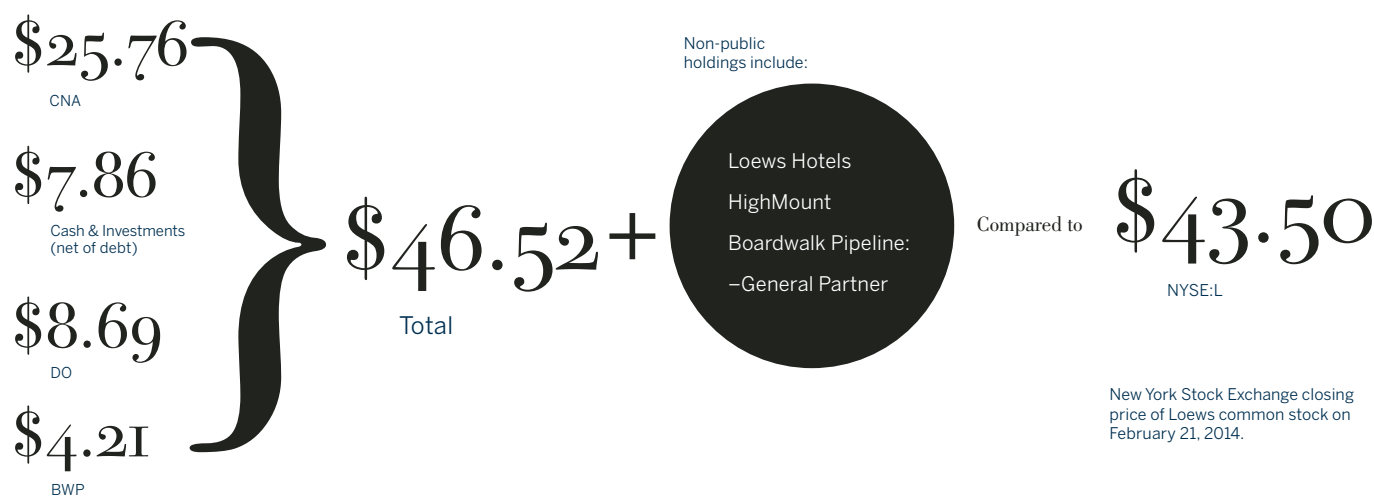 $25.76
CNA
$7.86
Cash & Investments
(net of debt)
$8.69
DO
$4.21
BWP
$46.52
Total
+
Non-public
holdings include:
Loews Hotels
HighMount
Boardwalk Pipeline:
–General Partner
Compared to
$43.50
NYSE:L
New York Stock Exchange closing
price of Loews common stock on
February 21, 2014.